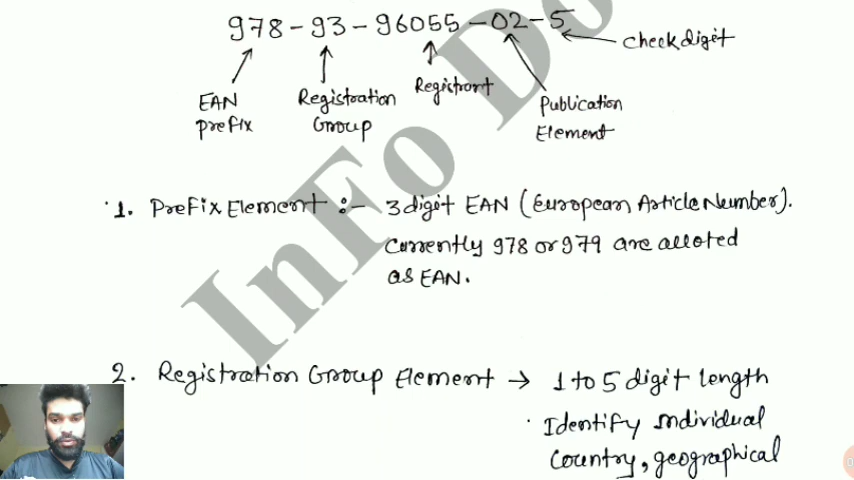 978-93-96055-02-5
Check digit
EAN
Prefix
Registration
Group
Registrant
Publication
Element
InFo Do
1. Prefix Element :- 3 digit EAN (European Article Number).
Currently 978 or 979 are alloted
as EAN.
2. Registration Group Element → 1 to 5 digit length
Identify individual
Country, geographical